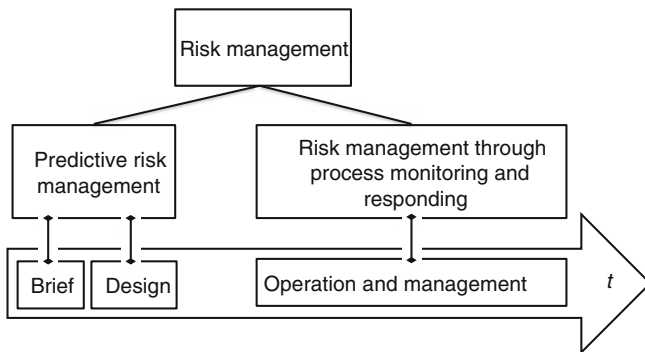 Risk management
Predictive risk
management
Risk management through
process monitoring and
responding
Brief
Design
Operation and management
t